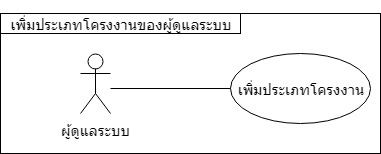 เพิ่มประเภทโครงงานของผู้ดูแลระบบ
เพิ่มประเภทโครงงาน
ผู้ดูแลระบบ